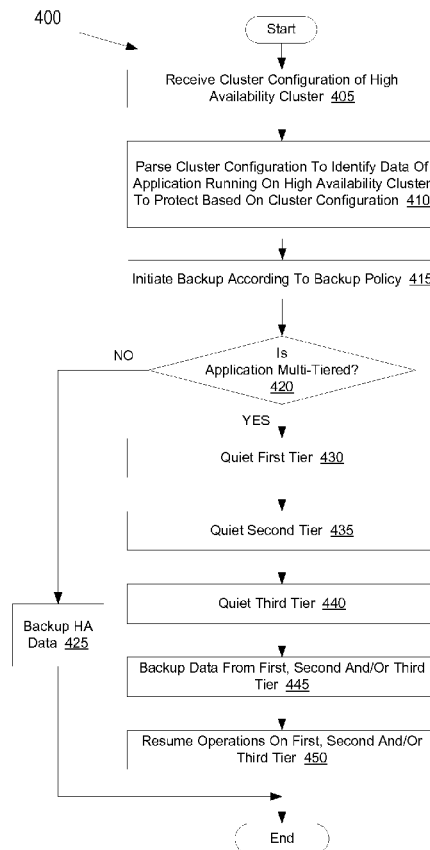 400
Start
Receive Cluster Configuration of High
Availability Cluster 405
Parse Cluster Configuration To Identify Data Of
Application Running On High Availability Cluster
To Protect Based On Cluster Configuration 410
Initiate Backup According To Backup Policy 415
Is
Application Multi-Tiered?
420
NO
YES
Quiet First Tier 430
Quiet Second Tier 435
Quiet Third Tier 440
Backup HA
Data 425
Backup Data From First, Second And/Or Third
Tier 445
Resume Operations On First, Second And/Or
Third Tier 450
End